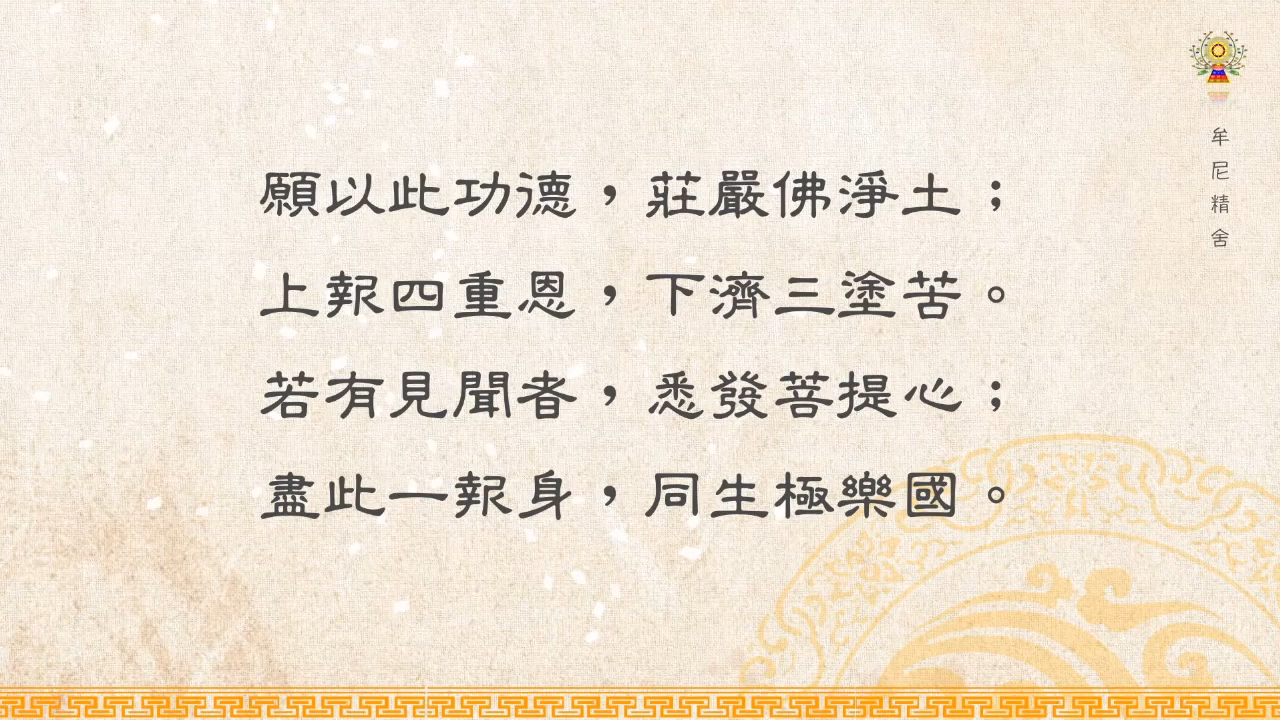 願以此功德，莊嚴佛淨土；
上報四重恩，下濟三塗苦。
若有見聞者，悉發菩提心；
盡此一報身，同生極樂國。
牟尼精舍